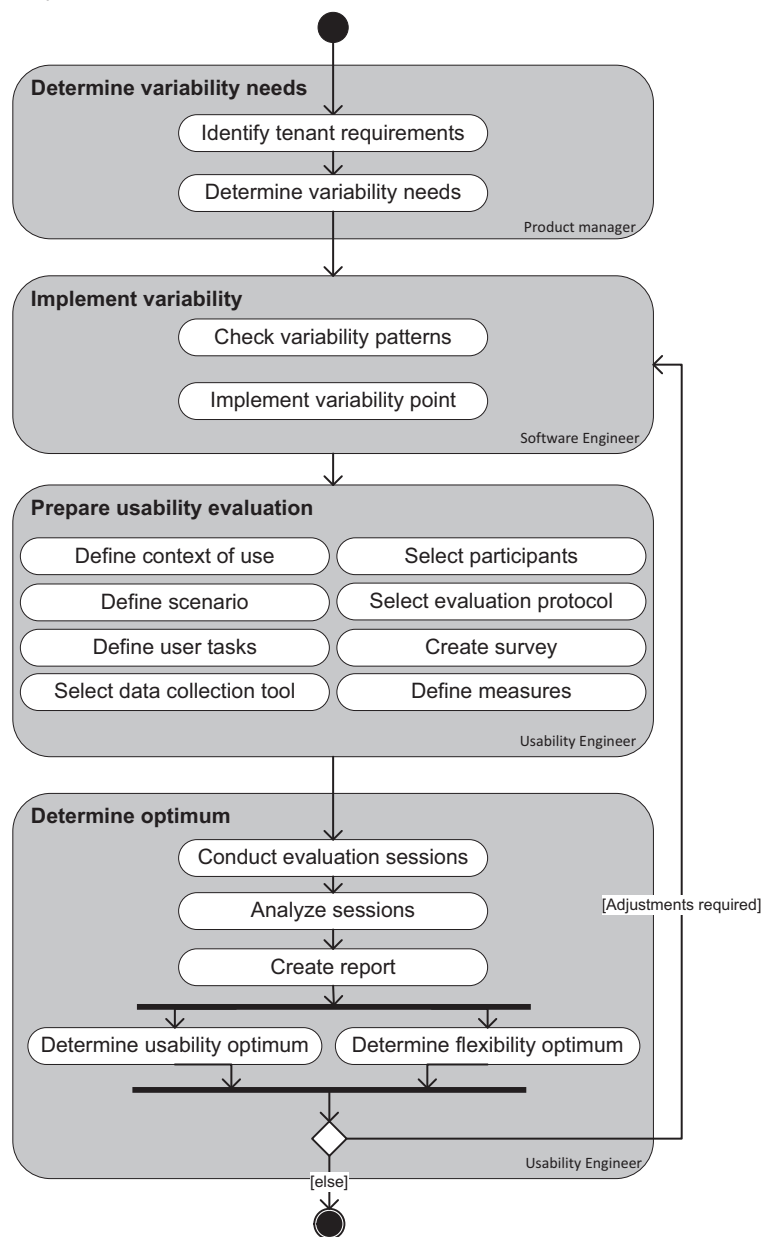 Determine variability needs
Identify tenant requirements
Determine variability needs
Product manager
Implement variability
Check variability patterns
Implement variability point
Software Engineer
Prepare usability evaluation
Define context of use
Select participants
Define scenario
Select evaluation protocol
Define user tasks
Create survey
Select data collection tool
Define measures
Usability Engineer
Determine optimum
Conduct evaluation sessions
Analyze sessions
[Adjustments required]
Create report
Determine usability optimum
Determine flexibility optimum
Usability Engineer
[else]